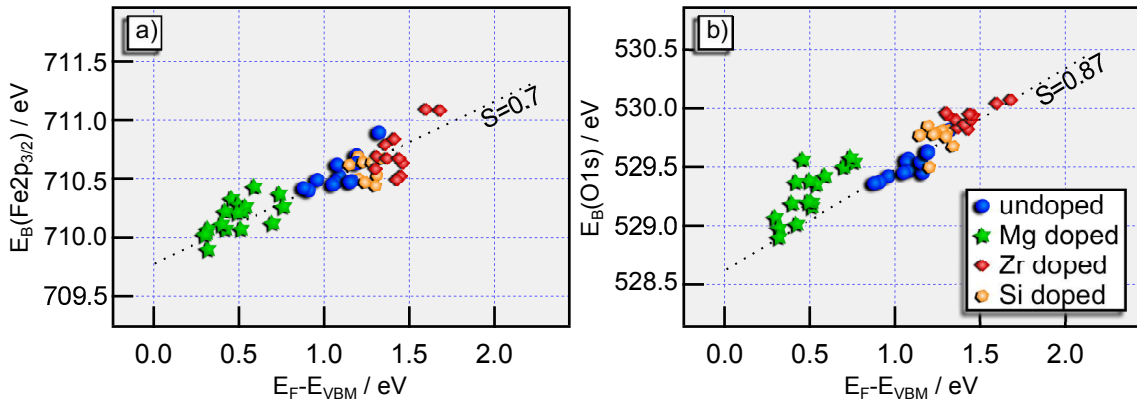 a)
E_B(Fe2p_3/2) / eV
711.5
711.0
710.5
710.0
709.5
S=0.7
0.0 0.5 1.0 1.5 2.0
E_F-E_VBM / eV
b)
E_B(O1s) / eV
530.5
530.0
529.5
529.0
528.5
S=0.87
undoped
Mg doped
Zr doped
Si doped
0.0 0.5 1.0 1.5 2.0
E_F-E_VBM / eV